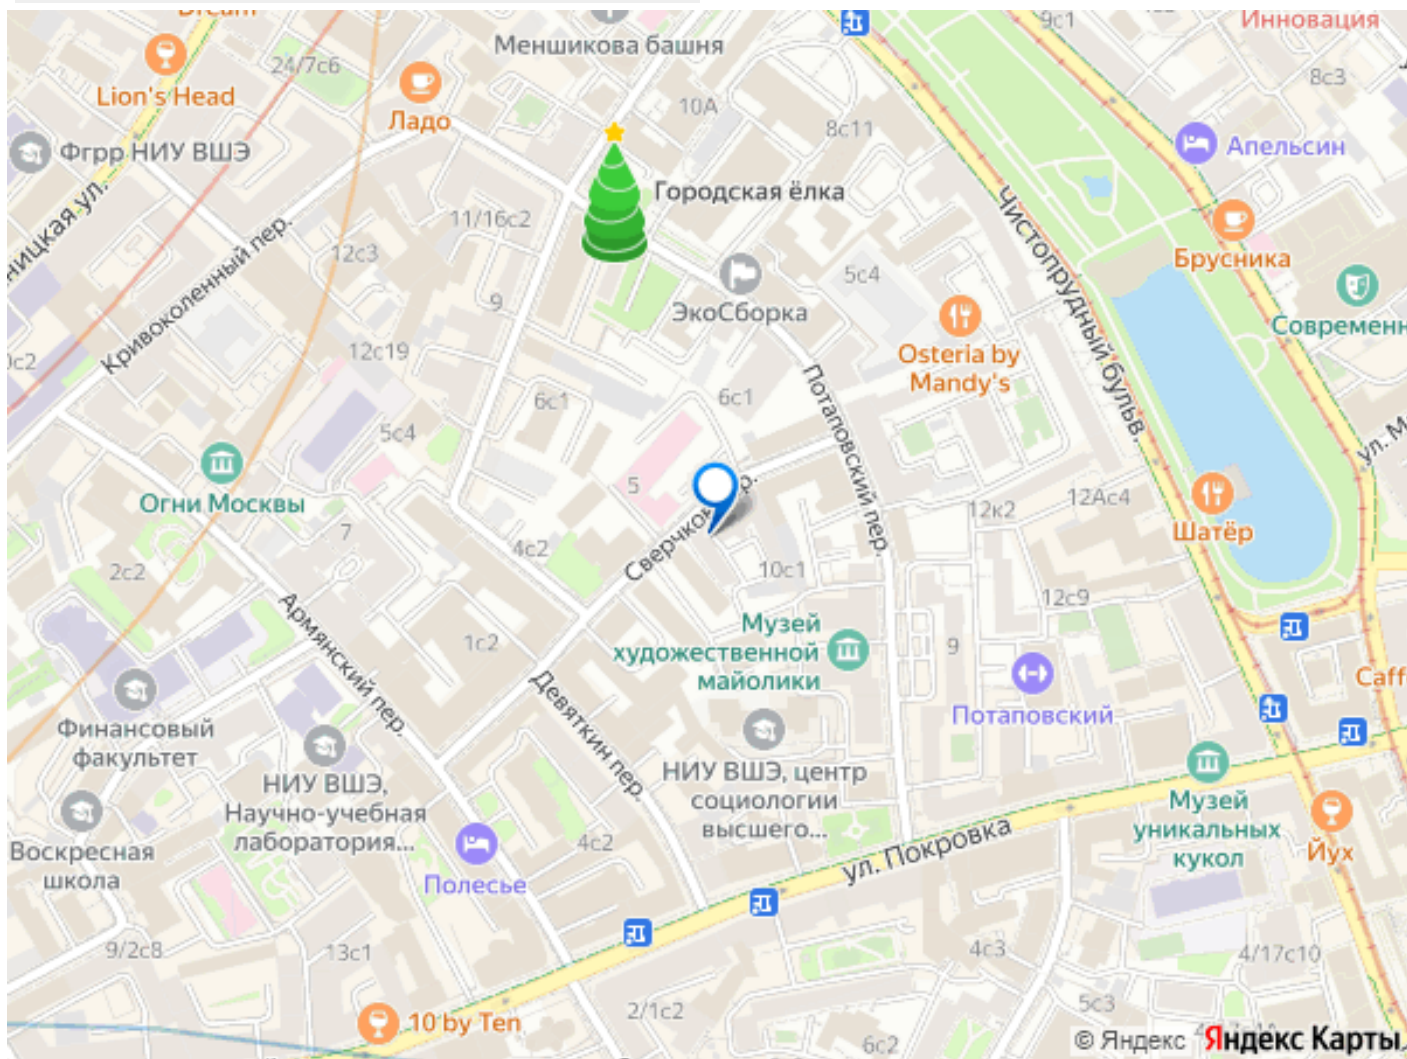 Меншикова башня
9с1
Инновация
24/7с6
8с3
Lion's Head
Ладо
10А
8с11
Фгрр НИУ ВШЭ
Апельсин
Городская ёлка
11/16с2
Кривоколенный пер.
12с3
Чистопрудный бульв.
Брусника
5с4
9
ЭкоСборка
Современн
12с19
Osteria by
Mandy's
6с1
6с1
Потаповский пер.
5с4
Огни Москвы
5
12к2
12Ас4
Шатёр
7
4с2
2с2
10с1
12с9
Армянский пер.
1с2
Музей
художественной
майолики
9
Девяткин пер.
Caff
Потаповский
Финансовый
факультет
НИУ ВШЭ,
Научно-учебная
лаборатория...
НИУ ВШЭ, центр
социологии
высшего...
Музей
уникальных
кукол
ул. Покровка
Воскресная
школа
4с2
Йух
Полесье
9/2с8
13с1
4с3
4/17с10
10 by Ten
2/1с2
5с3
6с2
© Яндекс Яндекс Карты